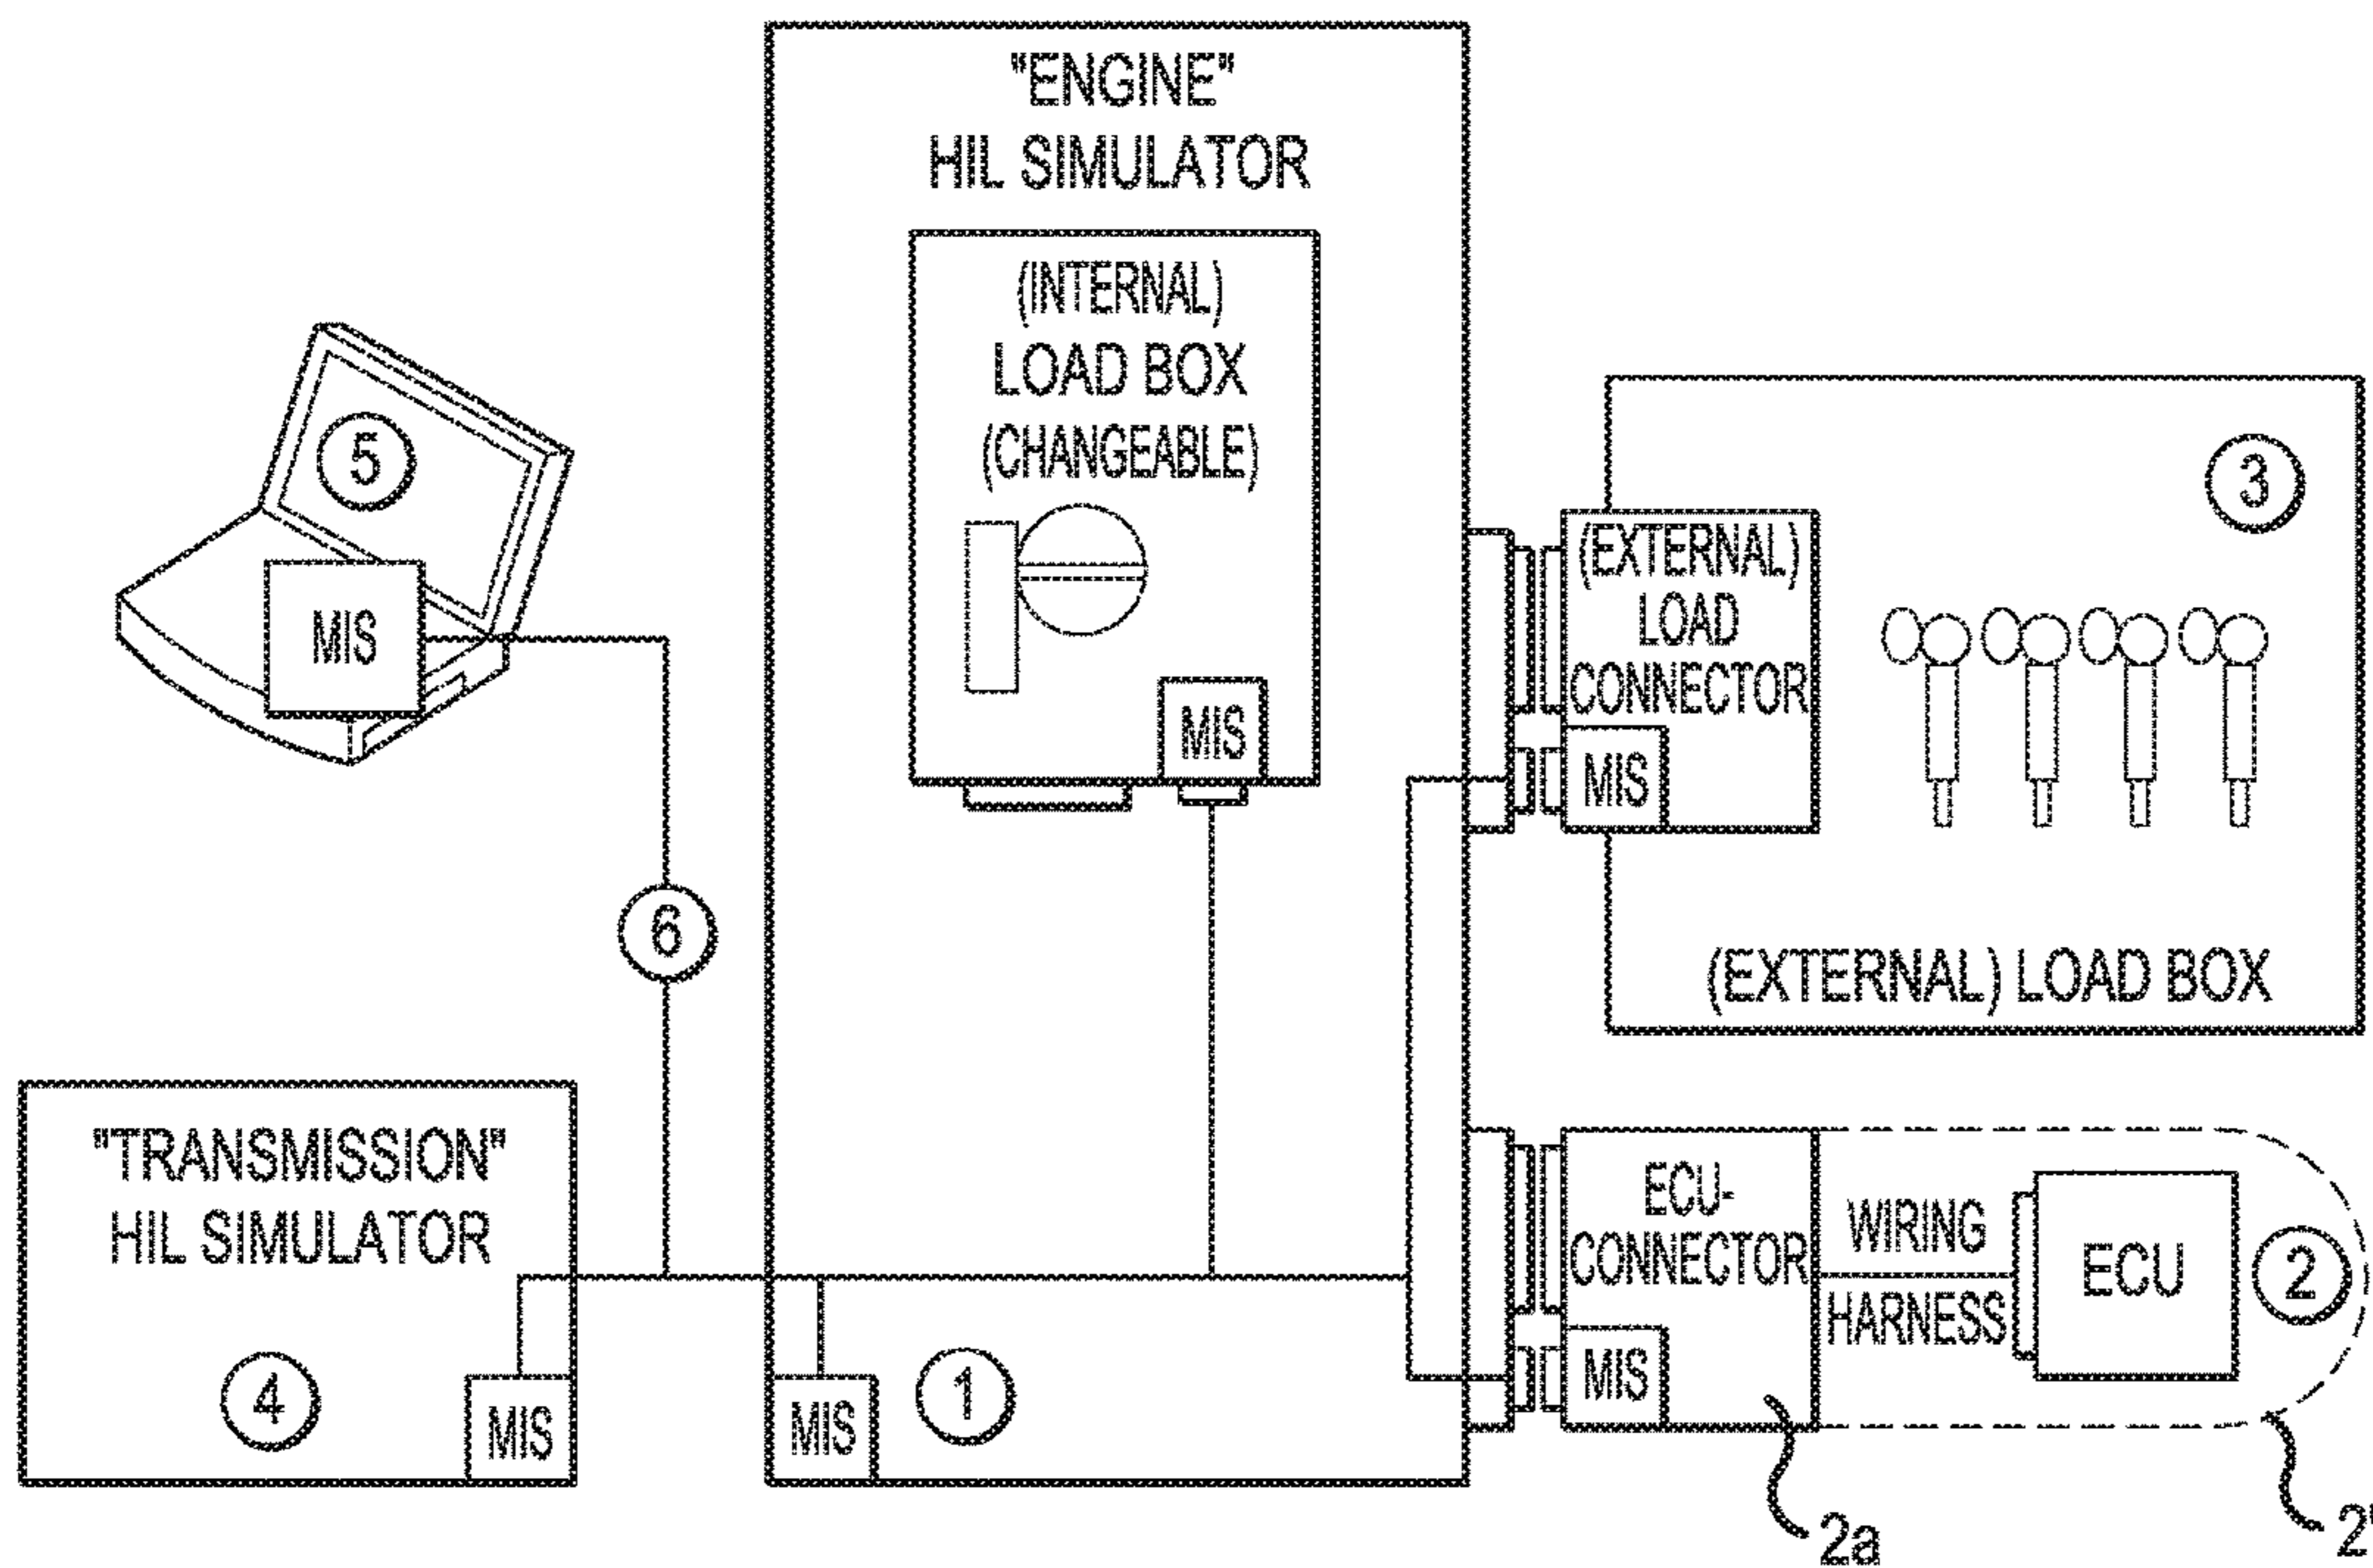 "ENGINE"
HIL SIMULATOR
(INTERNAL)
LOAD BOX
(CHANGEABLE)
MIS
5
MIS
6
3
(EXTERNAL)
LOAD
CONNECTOR
MIS
(EXTERNAL) LOAD BOX
"TRANSMISSION"
HIL SIMULATOR
4
MIS
MIS
1
ECU-
CONNECTOR
MIS
WIRING
HARNESS
ECU
2
2a
2'